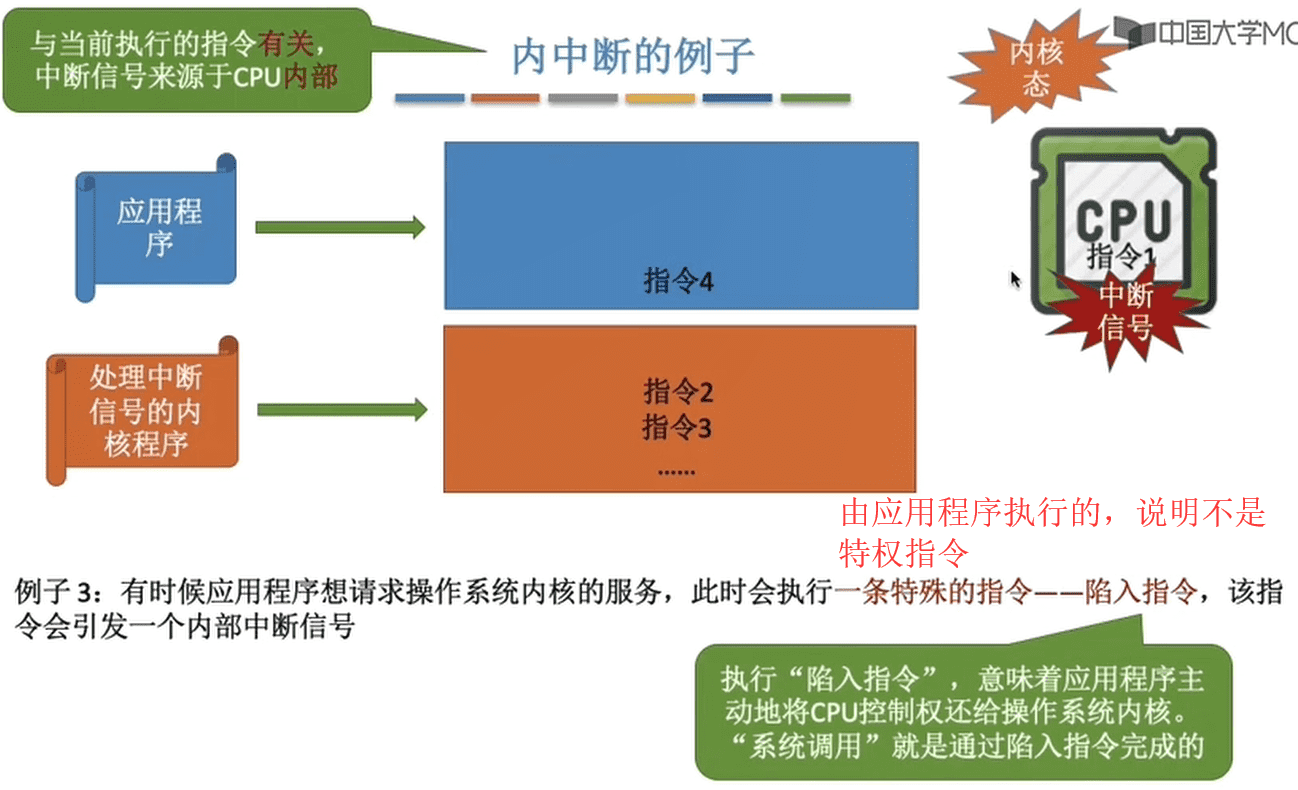 与当前执行的指令有关，
中断信号来源于CPU内部
内中断的例子
内核
态
中国大学MO
应用程
序
指令4
CPU
指令1
中断
信号
处理中断
信号的内
核程序
指令2
指令3
......
由应用程序执行的，说明不是
特权指令
例子 3：有时候应用程序想请求操作系统内核的服务，此时会执行一条特殊的指令——陷入指令，该指
令会引发一个内部中断信号
执行“陷入指令”，意味着应用程序主
动地将CPU控制权还给操作系统内核。
“系统调用”就是通过陷入指令完成的